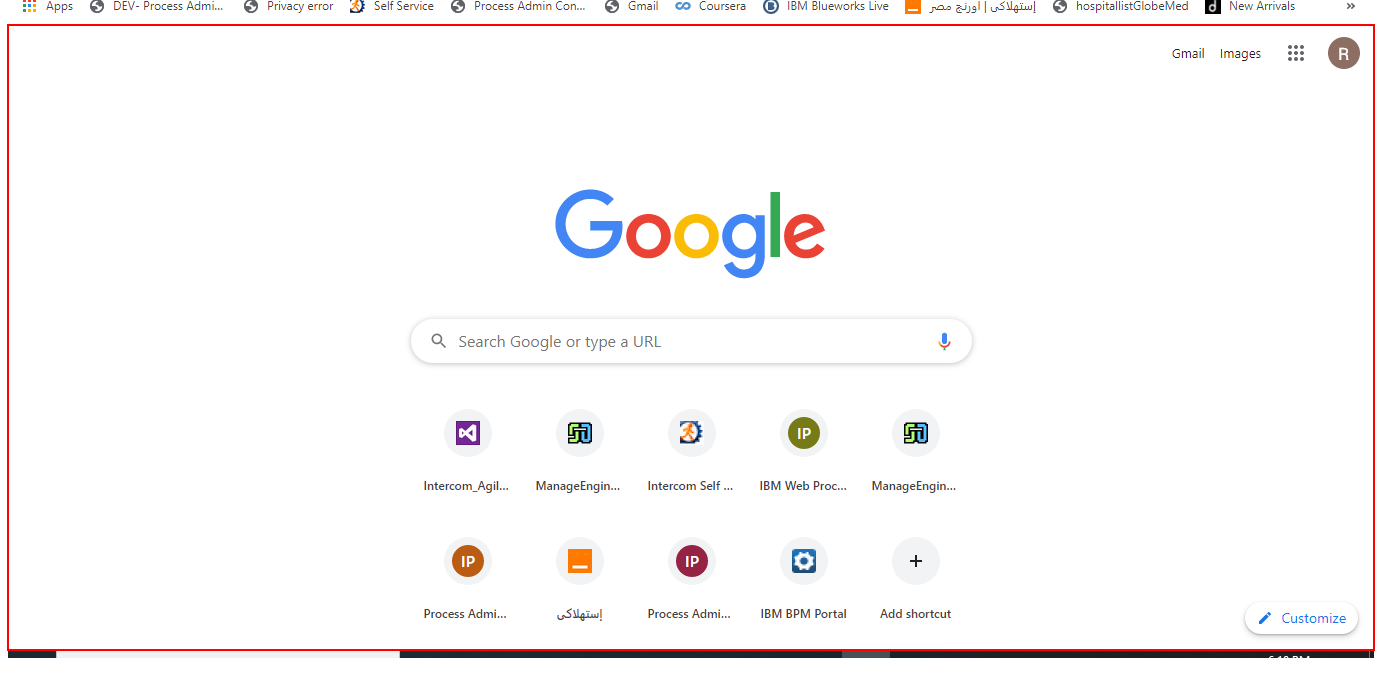 Apps DEV- Process Admi... Privacy error Self Service Process Admin Con... Gmail Coursera IBM Blueworks Live إستهلاكى | اورنچ مصر hospitallistGlobeMed New Arrivals »
Gmail Images R
Google
Search Google or type a URL
IP
Intercom_Agil... ManageEngin... Intercom Self ... IBM Web Proc... ManageEngin...
IP IP
Process Admi... إستهلاكى Process Admi... IBM BPM Portal Add shortcut
Customize